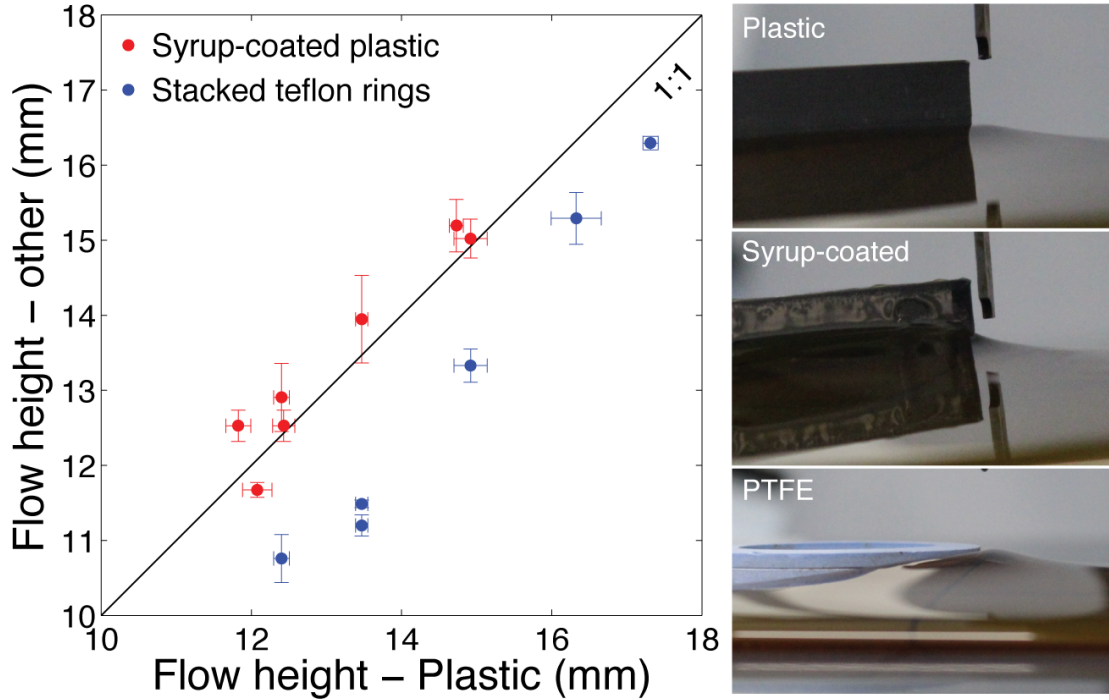 18
17
16
15
14
13
12
11
10
10
12
14
16
18
Flow height – other (mm)
Flow height – Plastic (mm)
Syrup-coated plastic
Stacked teflon rings
1:1
Plastic
Syrup-coated
PTFE